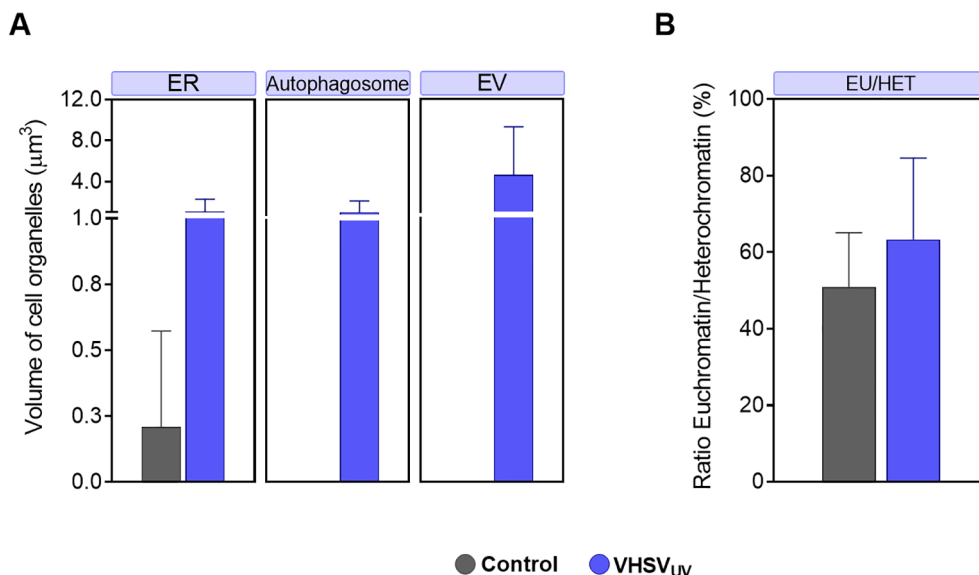 A
B
ER
Autophagosome
EV
EU/HET
Volume of cell organelles (μm³)
12.0
8.0
4.0
1.0
0.8
0.5
0.3
0.0
Ratio Euchromatin/Heterochromatin (%)
100
80
60
40
20
0
Control
VHSVUV